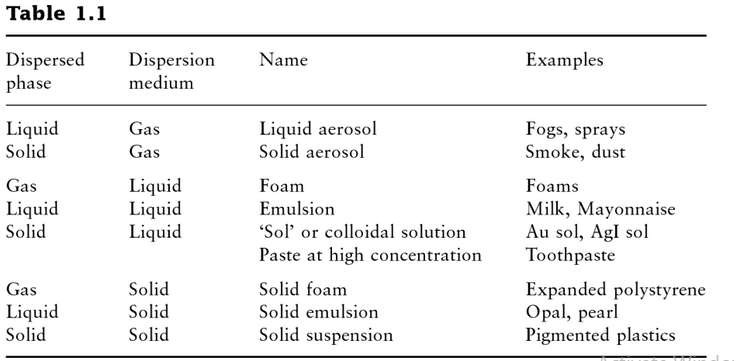 Table 1.1
Dispersed phase Dispersion medium Name Examples
Liquid Gas Liquid aerosol Fogs, sprays
Solid Gas Solid aerosol Smoke, dust
Gas Liquid Foam Foams
Liquid Liquid Emulsion Milk, Mayonnaise
Solid Liquid ‘Sol’ or colloidal solution Au sol, AgI sol
Paste at high concentration Toothpaste
Gas Solid Solid foam Expanded polystyrene
Liquid Solid Solid emulsion Opal, pearl
Solid Solid Solid suspension Pigmented plastics